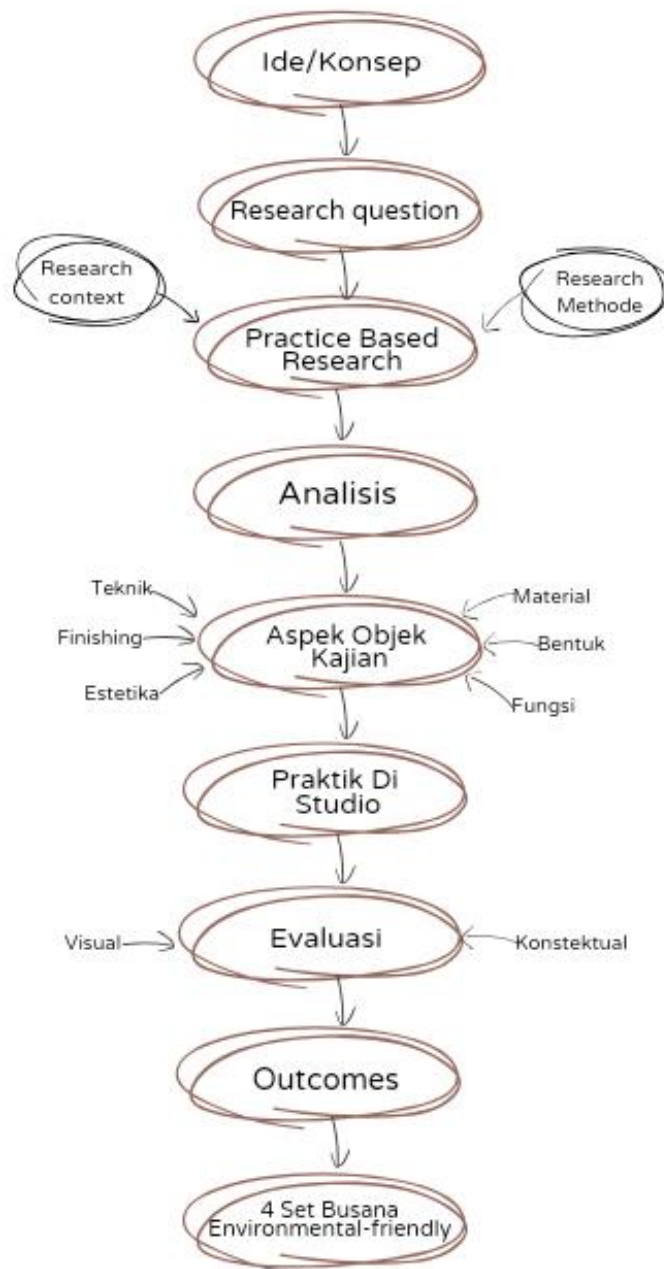 Ide/Konsep
Research question
Research
context
Research
Methode
Practice Based
Research
Analisis
Teknik
Finishing
Estetika
Aspek Objek
Kajian
Material
Bentuk
Fungsi
Praktik Di
Studio
Visual
Evaluasi
Konstektual
Outcomes
4 Set Busana
Environmental-friendly